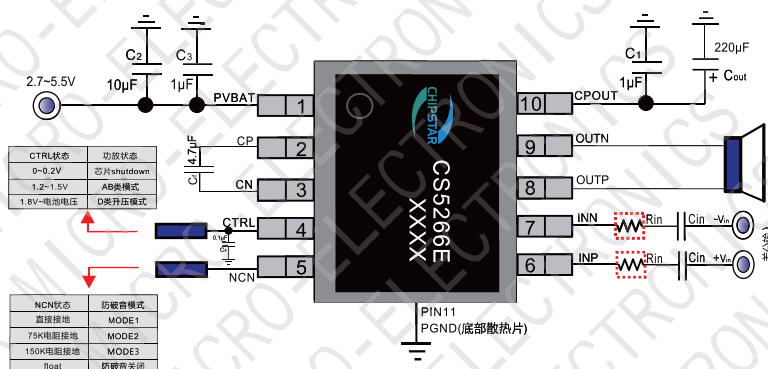 C₂
10μF
C₃
1μF
2.7~5.5V
PVBAT
1
CP
2
4.7μF
Cf
CN
3
CTRL
4
0.1μF
NCN
5
CTRL状态 功放状态
0~0.2V 芯片shutdown
1.2~1.5V AB类模式
1.8V~电池电压 D类升压模式
NCN状态 防破音模式
直接接地 MODE1
75K电阻接地 MODE2
150K电阻接地 MODE3
float 防破音关闭
CHIPSTAR
CS5266E
XXXX
PIN11
PGND(底部散热片)
10
CPOUT
C₁
1μF
220μF
+ Cout
9
OUTN
8
OUTP
7
INN
Rin
Cin
-Vin
6
INP
Rin
Cin
+Vin
MICRO-ELECTRONICS